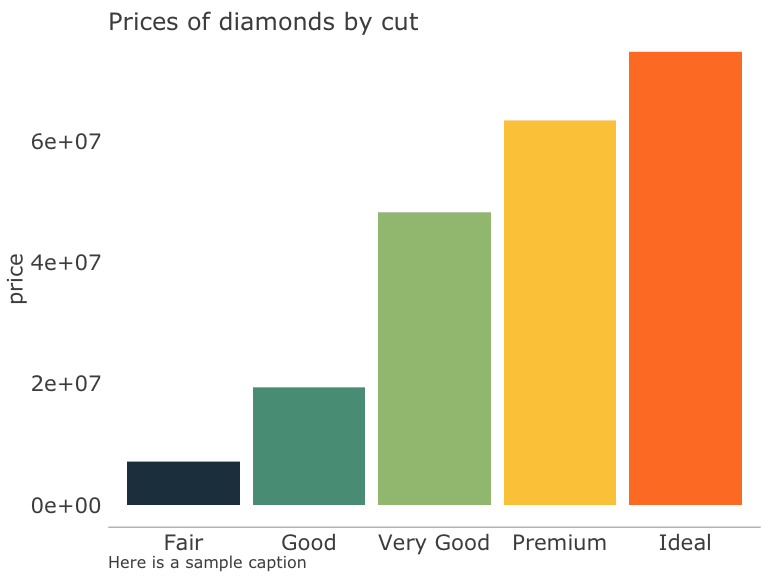 Prices of diamonds by cut
6e+07
4e+07
2e+07
0e+00
price
Fair Good Very Good Premium Ideal
Here is a sample caption